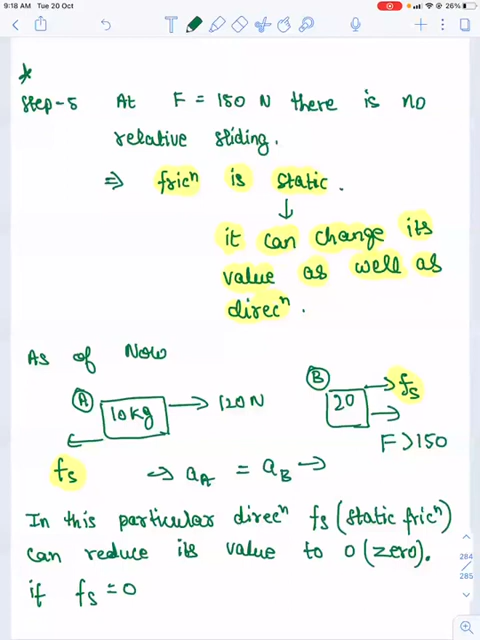 9:18 AM Tue 20 Oct
26%
Step-5 At F = 150 N there is no
relative sliding.
⇒ fricⁿ is static.
↓
it can change its
value as well as
direcⁿ.
As of Now
A 10kg → 120N
B 20 → fs
→ F>150
← fs
⇔ aA = aB →
In this particular direcⁿ fs (static fricⁿ)
can reduce its value to 0 (zero).
if fs = 0
284
/
285